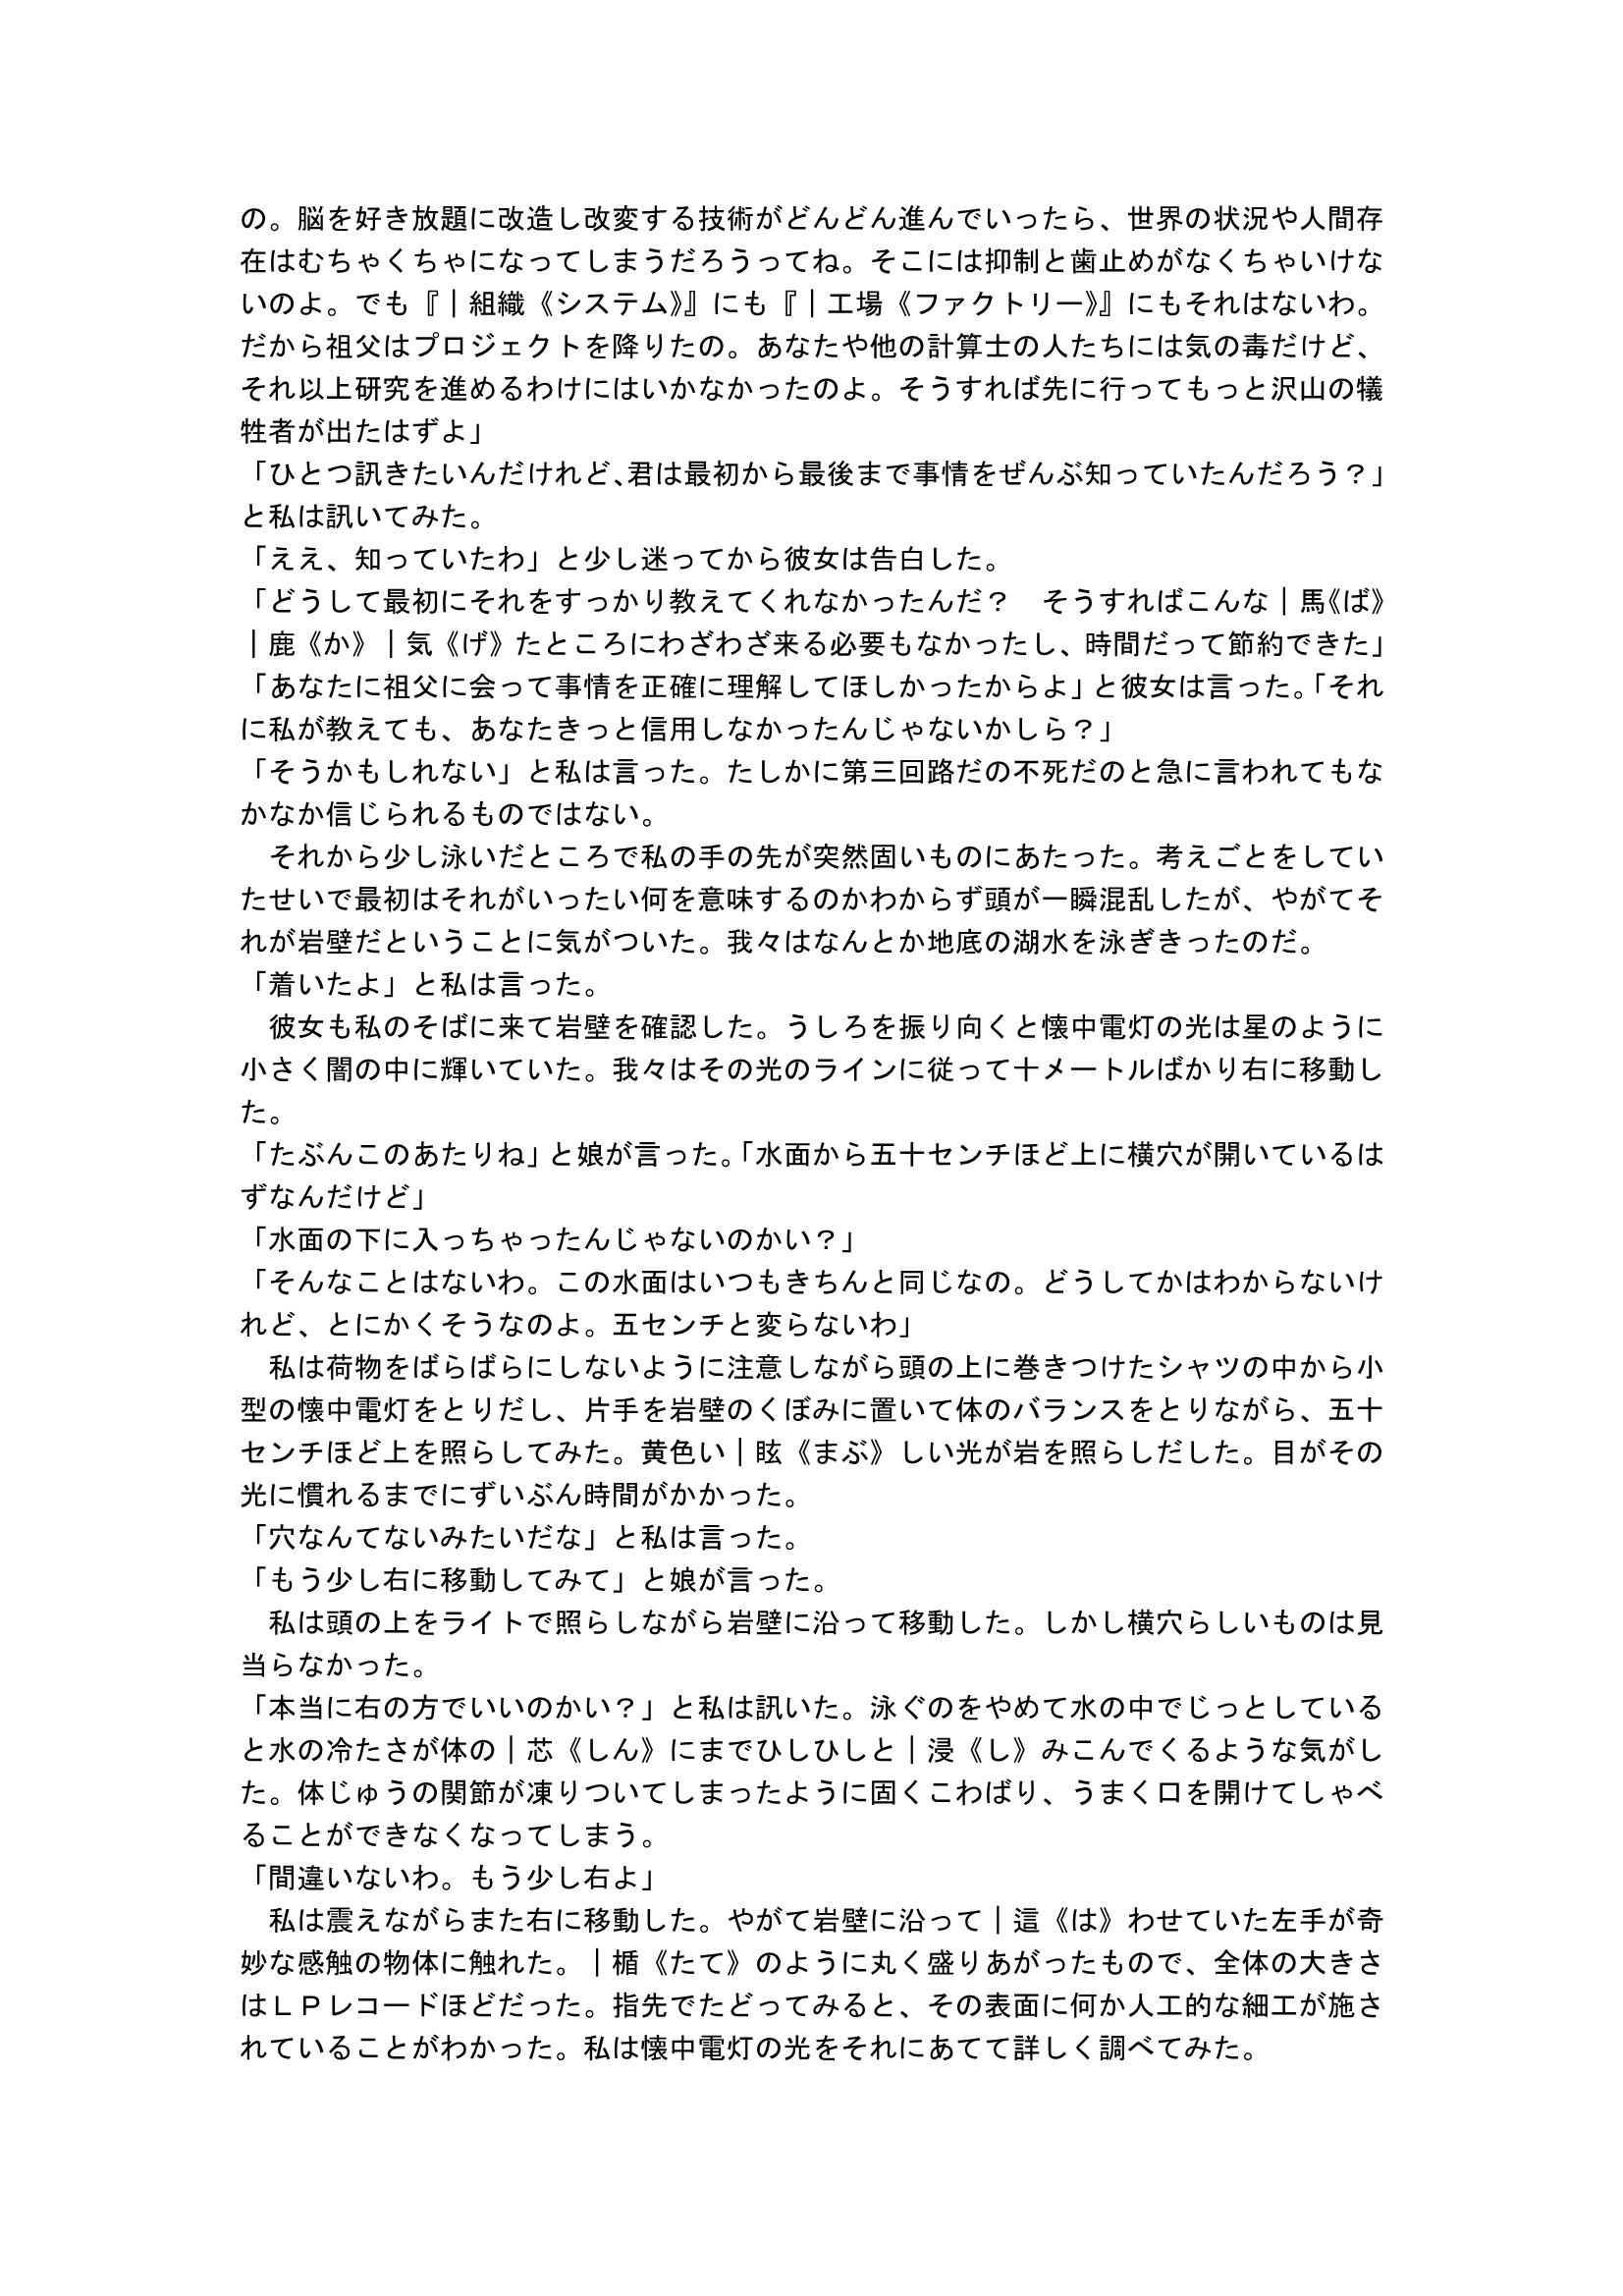 の。脳を好き放題に改造し改変する技術がどんどん進んでいったら、世界の状況や人間存
在はむちゃくちゃになってしまうだろうってね。そこには抑制と歯止めがなくちゃいけな
いのよ。でも『｜組織《システム》』にも『｜工場《ファクトリー》』にもそれはないわ。
だから祖父はプロジェクトを降りたの。あなたや他の計算士の人たちには気の毒だけど、
それ以上研究を進めるわけにはいかなかったのよ。そうすれば先に行ってもっと沢山の犠
牲者が出たはずよ」
「ひとつ訊きたいんだけれど、君は最初から最後まで事情をぜんぶ知っていたんだろう？」
と私は訊いてみた。
「ええ、知っていたわ」と少し迷ってから彼女は告白した。
「どうして最初にそれをすっかり教えてくれなかったんだ？　そうすればこんな｜馬《ば》
｜鹿《か》｜気《げ》たところにわざわざ来る必要もなかったし、時間だって節約できた」
「あなたに祖父に会って事情を正確に理解してほしかったからよ」と彼女は言った。「それ
に私が教えても、あなたきっと信用しなかったんじゃないかしら？」
「そうかもしれない」と私は言った。たしかに第三回路だの不死だのと急に言われてもな
かなか信じられるものではない。
　それから少し泳いだところで私の手の先が突然固いものにあたった。考えごとをしてい
たせいで最初はそれがいったい何を意味するのかわからず頭が一瞬混乱したが、やがてそ
れが岩壁だということに気がついた。我々はなんとか地底の湖水を泳ぎきったのだ。
「着いたよ」と私は言った。
　彼女も私のそばに来て岩壁を確認した。うしろを振り向くと懐中電灯の光は星のように
小さく闇の中に輝いていた。我々はその光のラインに従って十メートルばかり右に移動し
た。
「たぶんこのあたりね」と娘が言った。「水面から五十センチほど上に横穴が開いているは
ずなんだけど」
「水面の下に入っちゃったんじゃないのかい？」
「そんなことはないわ。この水面はいつもきちんと同じなの。どうしてかはわからないけ
れど、とにかくそうなのよ。五センチと変らないわ」
　私は荷物をばらばらにしないように注意しながら頭の上に巻きつけたシャツの中から小
型の懐中電灯をとりだし、片手を岩壁のくぼみに置いて体のバランスをとりながら、五十
センチほど上を照らしてみた。黄色い｜眩《まぶ》しい光が岩を照らしだした。目がその
光に慣れるまでにずいぶん時間がかかった。
「穴なんてないみたいだな」と私は言った。
「もう少し右に移動してみて」と娘が言った。
　私は頭の上をライトで照らしながら岩壁に沿って移動した。しかし横穴らしいものは見
当らなかった。
「本当に右の方でいいのかい？」と私は訊いた。泳ぐのをやめて水の中でじっとしている
と水の冷たさが体の｜芯《しん》にまでひしひしと｜浸《し》みこんでくるような気がし
た。体じゅうの関節が凍りついてしまったように固くこわばり、うまく口を開けてしゃべ
ることができなくなってしまう。
「間違いないわ。もう少し右よ」
　私は震えながらまた右に移動した。やがて岩壁に沿って｜這《は》わせていた左手が奇
妙な感触の物体に触れた。｜楯《たて》のように丸く盛りあがったもので、全体の大きさ
はＬＰレコードほどだった。指先でたどってみると、その表面に何か人工的な細工が施さ
れていることがわかった。私は懐中電灯の光をそれにあてて詳しく調べてみた。